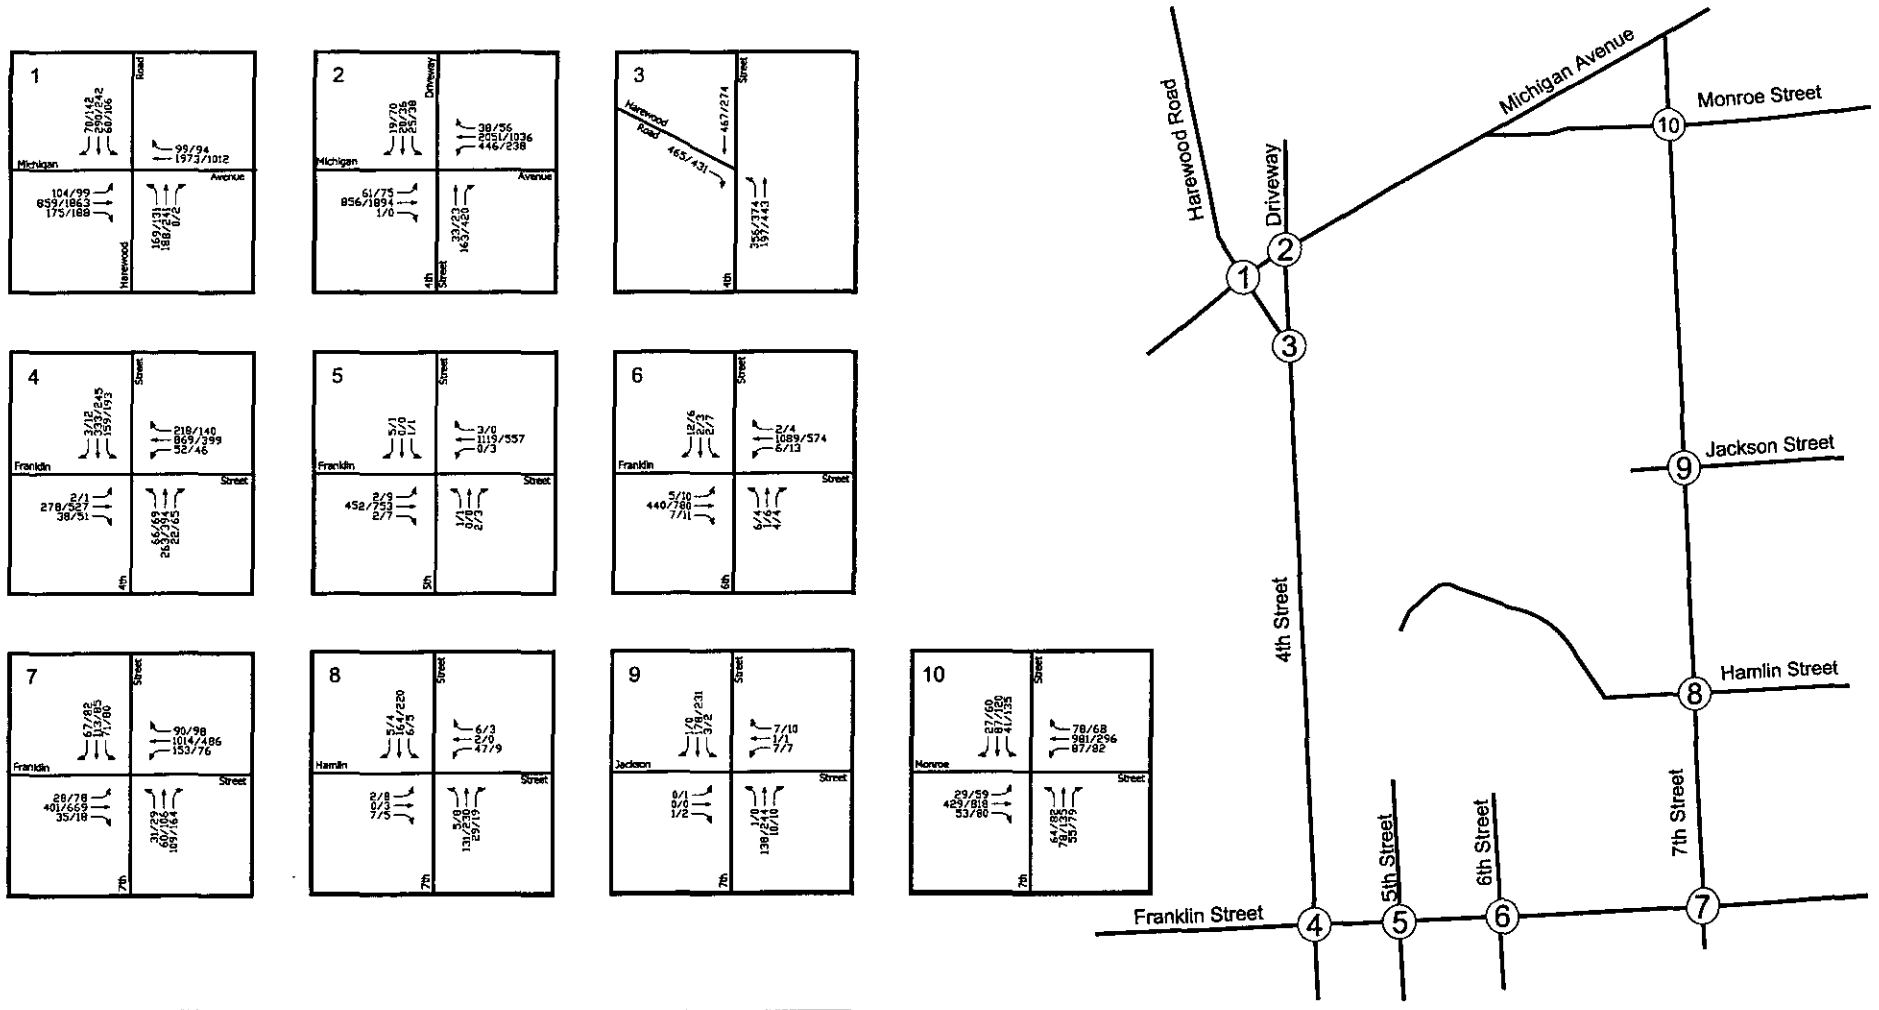 1
Road
70/142
290/242
60/106
99/94
1973/1012
Michigan
Avenue
104/99
859/1863
175/188
169/131
188/241
0/2
Harewood
2
Driveway
19/70
20/36
25/38
38/56
2051/1036
446/238
Michigan
Avenue
61/75
856/1894
1/0
33/23
163/420
4th
Street
3
Street
467/274
Harewood
Road
465/431
356/374
197/443
4th
4
Street
3/12
333/245
159/193
218/140
869/399
52/46
Franklin
Street
2/1
278/527
38/51
66/69
263/394
22/65
4th
5
Street
5/1
0/0
1/1
3/0
1119/557
0/3
Franklin
Street
2/9
452/753
2/7
1/1
0/0
2/3
5th
6
Street
12/6
2/3
2/7
2/4
1089/574
6/13
Franklin
Street
5/10
440/780
7/11
6/4
1/6
4/4
6th
7
Street
67/82
113/85
71/80
90/98
1014/486
153/76
Franklin
Street
28/78
401/669
35/18
31/29
60/106
109/164
7th
8
Street
5/4
164/220
6/5
6/3
2/0
47/9
Hamlin
Street
2/8
0/3
7/5
5/8
131/230
29/19
7th
9
Street
1/0
178/231
3/2
7/10
1/1
7/7
Jackson
Street
0/1
0/0
1/2
1/0
138/244
10/10
7th
10
Street
27/60
87/120
41/135
78/68
981/296
87/82
Monroe
Street
29/59
429/818
53/80
64/82
78/135
55/79
7th
Harewood Road
Driveway
Michigan Avenue
Monroe Street
10
2
1
3
Jackson Street
9
4th Street
Hamlin Street
8
7th Street
5th Street
6th Street
Franklin Street
4
5
6
7